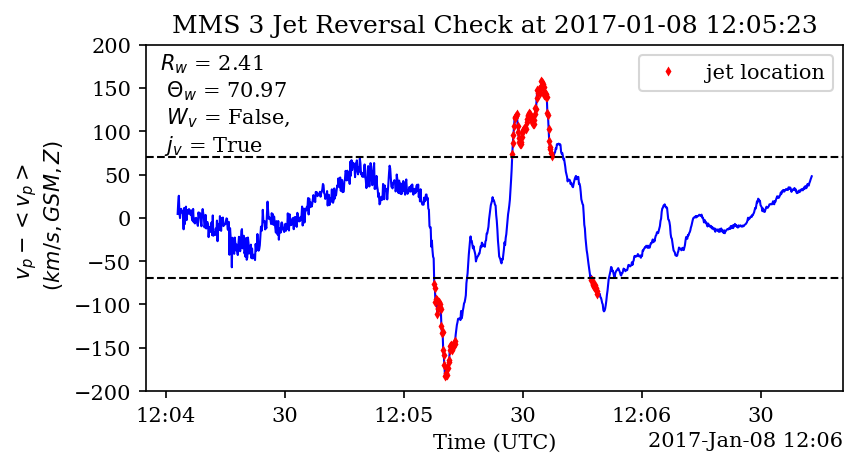 MMS 3 Jet Reversal Check at 2017-01-08 12:05:23
R_w = 2.41
Θ_w = 70.97
W_v = False,
j_v = True
jet location
v_p − < v_p >
(km/s, GSM, Z)
200
150
100
50
0
−50
−100
−150
−200
12:04
30
12:05
30
12:06
30
Time (UTC)
2017-Jan-08 12:06